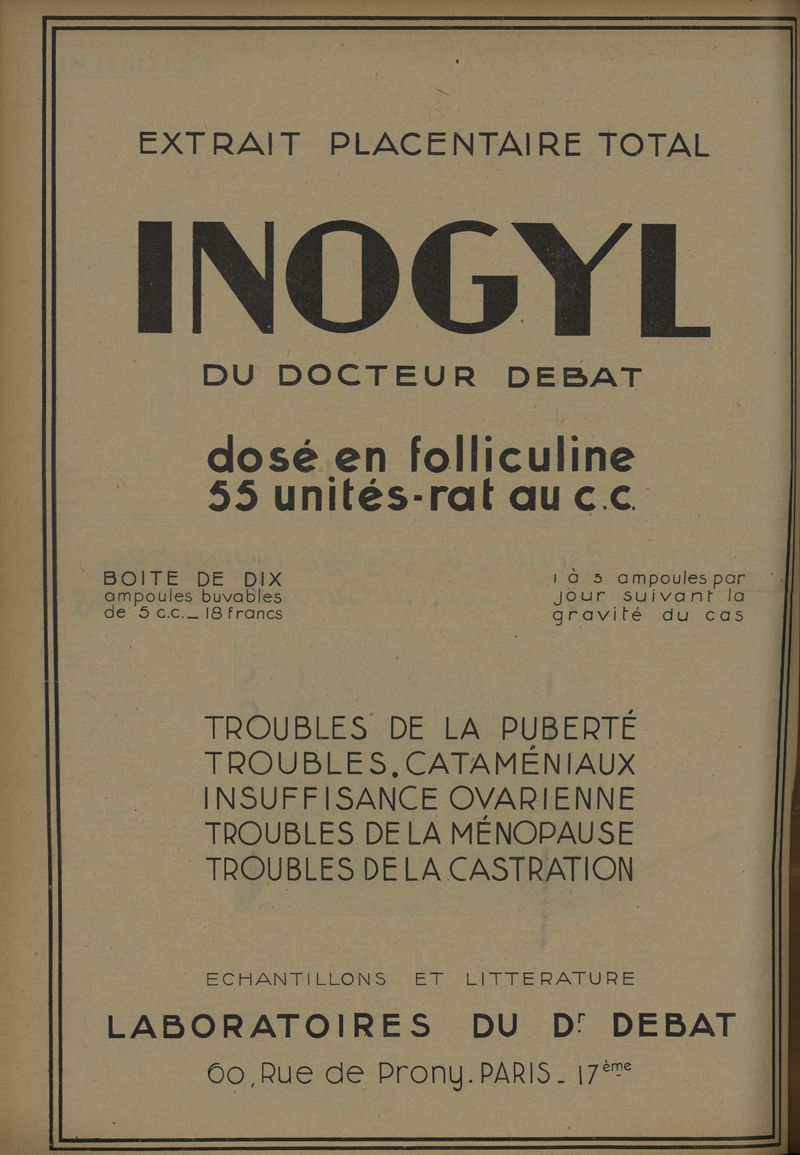 EXTRAIT PLACENTAIRE TOTAL
INOGYL
DU DOCTEUR DEBAT
dosé en folliculine
55 unités-rat au c.c.
BOITE DE DIX
ampoules buvables
de 5 c.c. _ 18 francs
1 à 3 ampoules par
jour suivant la
gravité du cas
TROUBLES DE LA PUBERTÉ
TROUBLES.CATAMÉNIAUX
INSUFFISANCE OVARIENNE
TROUBLES DE LA MÉNOPAUSE
TROUBLES DE LA CASTRATION
ECHANTILLONS ET LITTERATURE
LABORATOIRES DU Dr DEBAT
60, Rue de Prony. PARIS _ 17ème